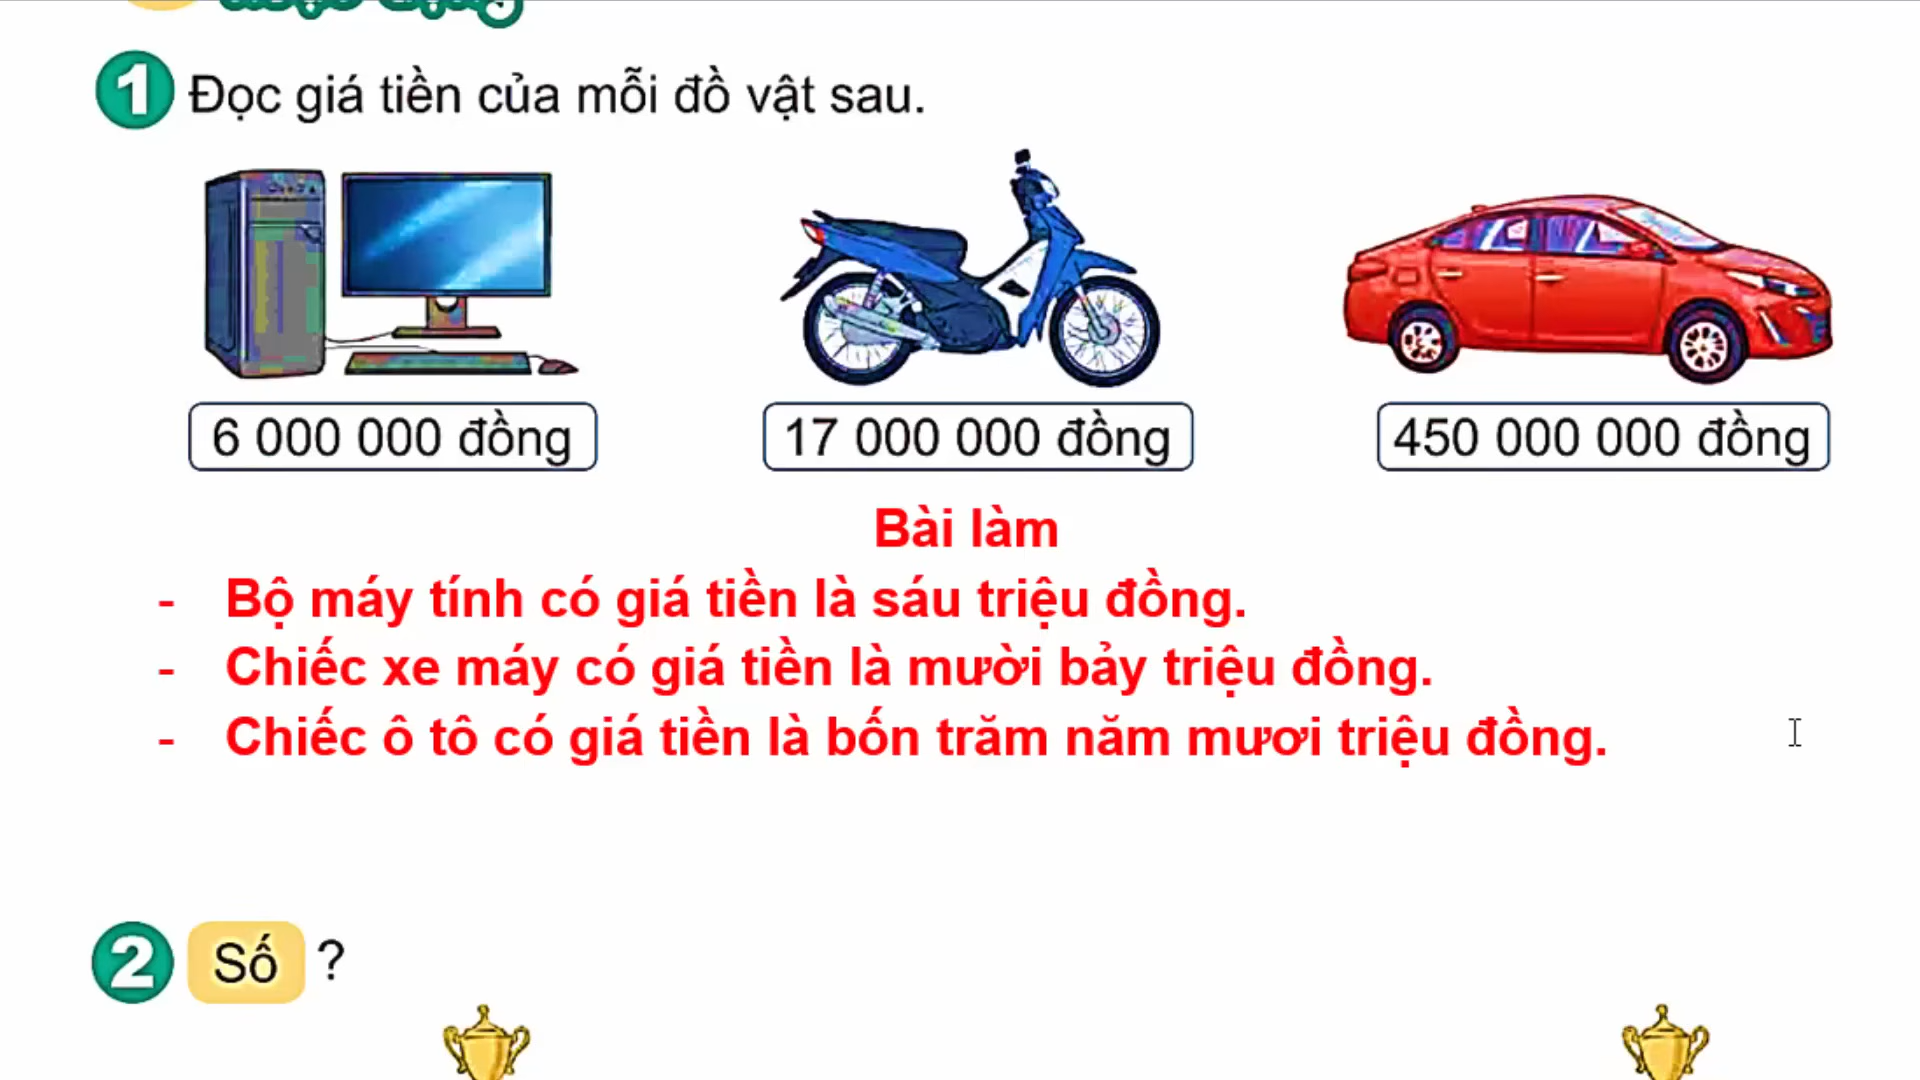 1 Đọc giá tiền của mỗi đồ vật sau.
6 000 000 đồng 17 000 000 đồng 450 000 000 đồng
Bài làm
- Bộ máy tính có giá tiền là sáu triệu đồng.
- Chiếc xe máy có giá tiền là mười bảy triệu đồng.
- Chiếc ô tô có giá tiền là bốn trăm năm mươi triệu đồng.
2 Số ?